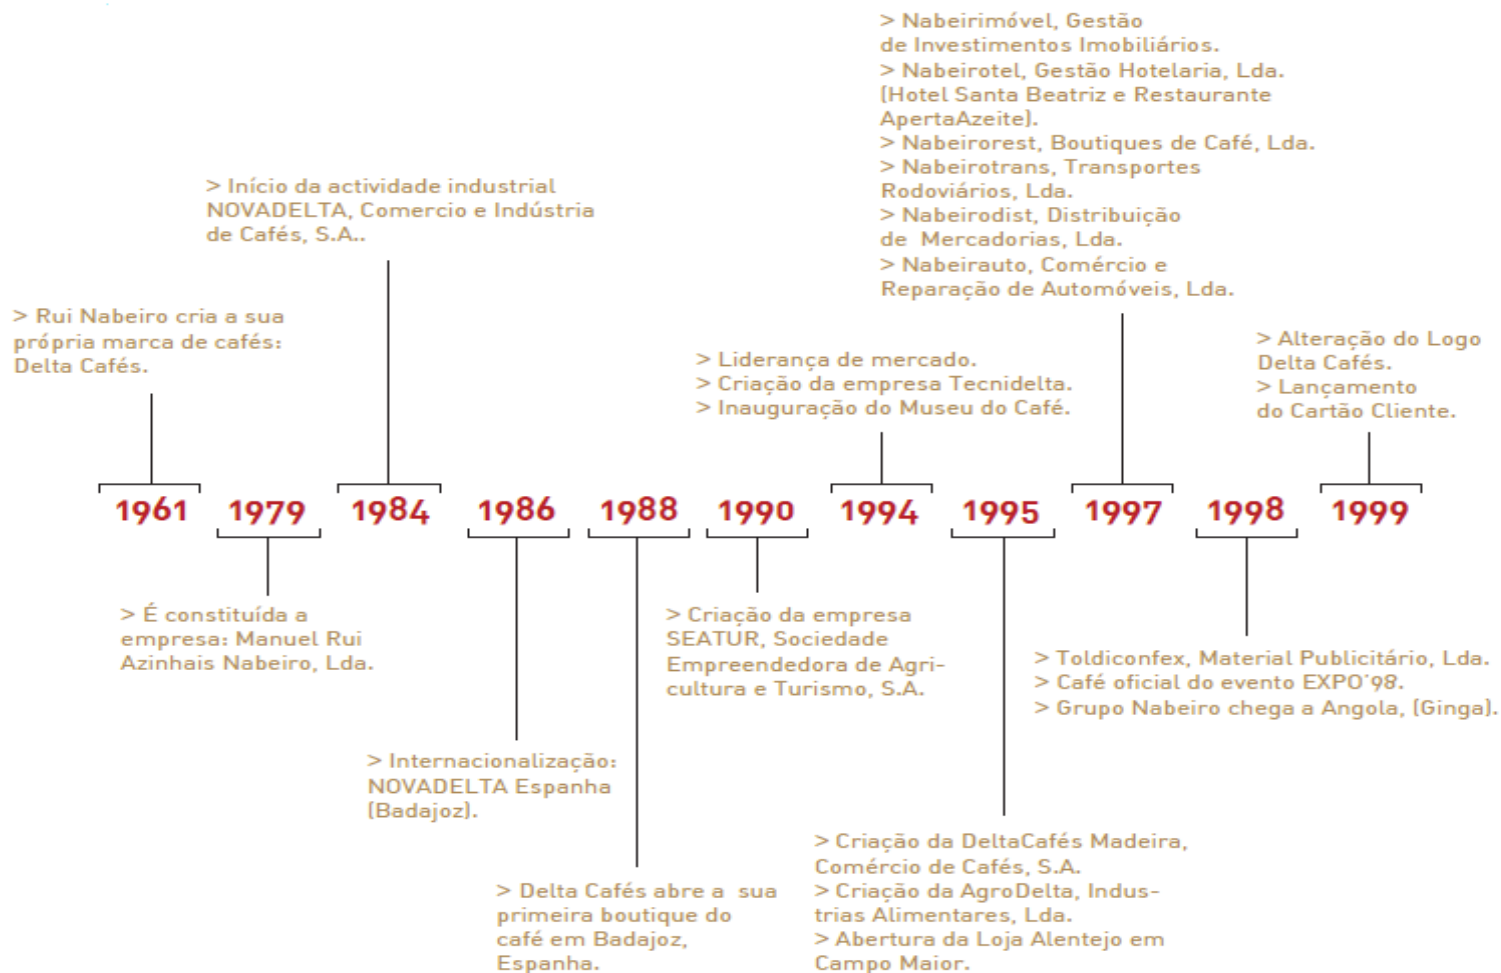 > Nabeirimóvel, Gestão
de Investimentos Imobiliários.
> Nabeirotel, Gestão Hotelaria, Lda.
(Hotel Santa Beatriz e Restaurante
ApertaAzeite).
> Nabeirorest, Boutiques de Café, Lda.
> Nabeirotrans, Transportes
Rodoviários, Lda.
> Nabeirodist, Distribuição
de Mercadorias, Lda.
> Nabeirauto, Comércio e
Reparação de Automóveis, Lda.
> Início da actividade industrial
NOVADELTA, Comercio e Indústria
de Cafés, S.A..
> Rui Nabeiro cria a sua
própria marca de cafés:
Delta Cafés.
> Liderança de mercado.
> Criação da empresa Tecnidelta.
> Inauguração do Museu do Café.
> Alteração do Logo
Delta Cafés.
> Lançamento
do Cartão Cliente.
1961 1979 1984 1986 1988 1990 1994 1995 1997 1998 1999
> É constituída a
empresa: Manuel Rui
Azinhais Nabeiro, Lda.
> Internacionalização:
NOVADELTA Espanha
(Badajoz).
> Delta Cafés abre a sua
primeira boutique do
café em Badajoz,
Espanha.
> Criação da empresa
SEATUR, Sociedade
Empreendedora de Agri-
cultura e Turismo, S.A.
> Criação da DeltaCafés Madeira,
Comércio de Cafés, S.A.
> Criação da AgroDelta, Indus-
trias Alimentares, Lda.
> Abertura da Loja Alentejo em
Campo Maior.
> Toldiconfex, Material Publicitário, Lda.
> Café oficial do evento EXPO'98.
> Grupo Nabeiro chega a Angola, (Ginga).